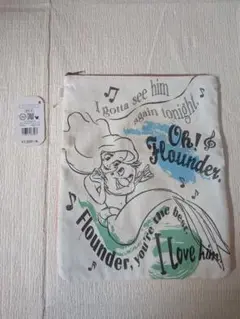 I gotta see him
again tonight.
Oh!
Flounder.
Flounder, you're the best.
I Love him.